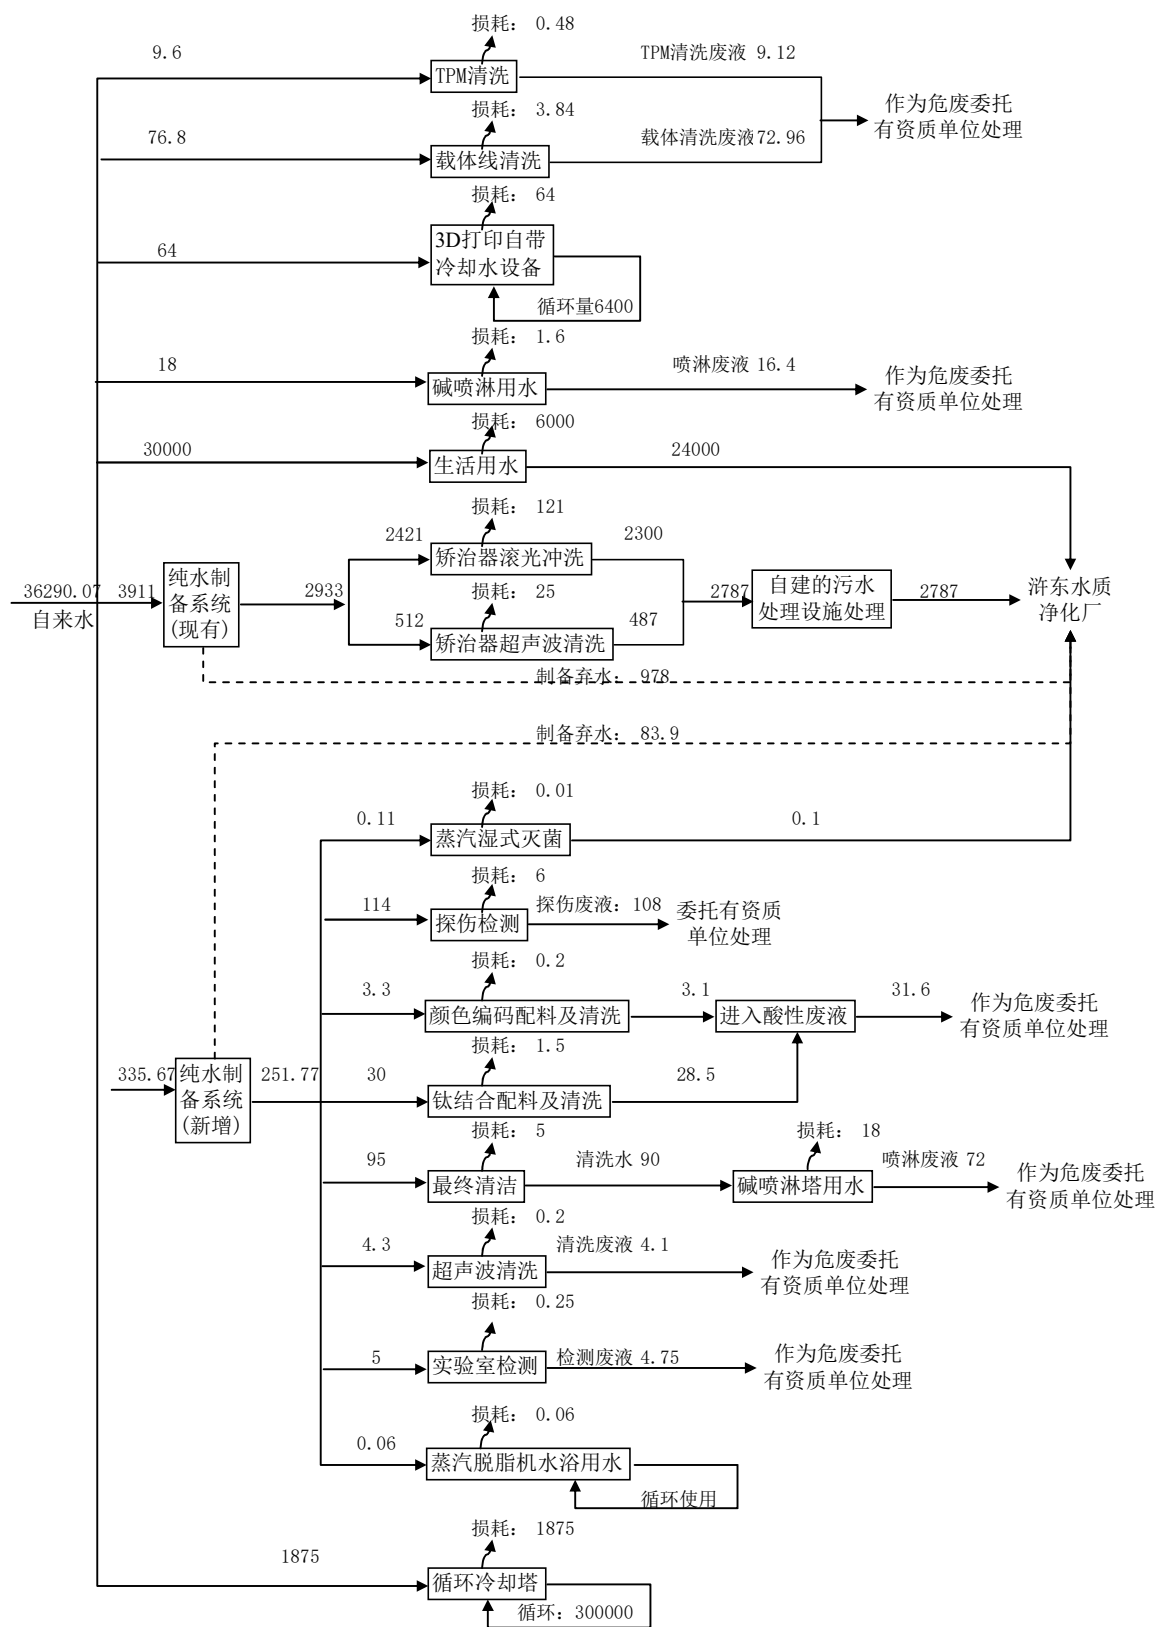 损耗： 0.48
9.6
TPM清洗
TPM清洗废液 9.12
损耗： 3.84
76.8
载体线清洗
载体清洗废液72.96
作为危废委托
有资质单位处理
损耗： 64
64
3D打印自带
冷却水设备
循环量6400
损耗： 1.6
18
碱喷淋用水
喷淋废液 16.4
作为危废委托
有资质单位处理
损耗： 6000
30000
生活用水
24000
损耗： 121
2421
矫治器滚光冲洗
2300
36290.07
自来水
3911
纯水制
备系统
(现有)
2933
损耗： 25
512
矫治器超声波清洗
487
2787
自建的污水
处理设施处理
2787
浒东水质
净化厂
制备弃水： 978
制备弃水： 83.9
损耗： 0.01
0.11
蒸汽湿式灭菌
0.1
损耗： 6
114
探伤检测
探伤废液：108
委托有资质
单位处理
损耗： 0.2
3.3
颜色编码配料及清洗
3.1
进入酸性废液
31.6
作为危废委托
有资质单位处理
335.67
纯水制
备系统
(新增)
251.77
损耗： 1.5
30
钛结合配料及清洗
28.5
损耗： 5
95
最终清洁
清洗水 90
损耗： 18
碱喷淋塔用水
喷淋废液 72
作为危废委托
有资质单位处理
损耗： 0.2
4.3
超声波清洗
清洗废液 4.1
作为危废委托
有资质单位处理
损耗： 0.25
5
实验室检测
检测废液 4.75
作为危废委托
有资质单位处理
损耗： 0.06
0.06
蒸汽脱脂机水浴用水
循环使用
损耗： 1875
1875
循环冷却塔
循环：300000